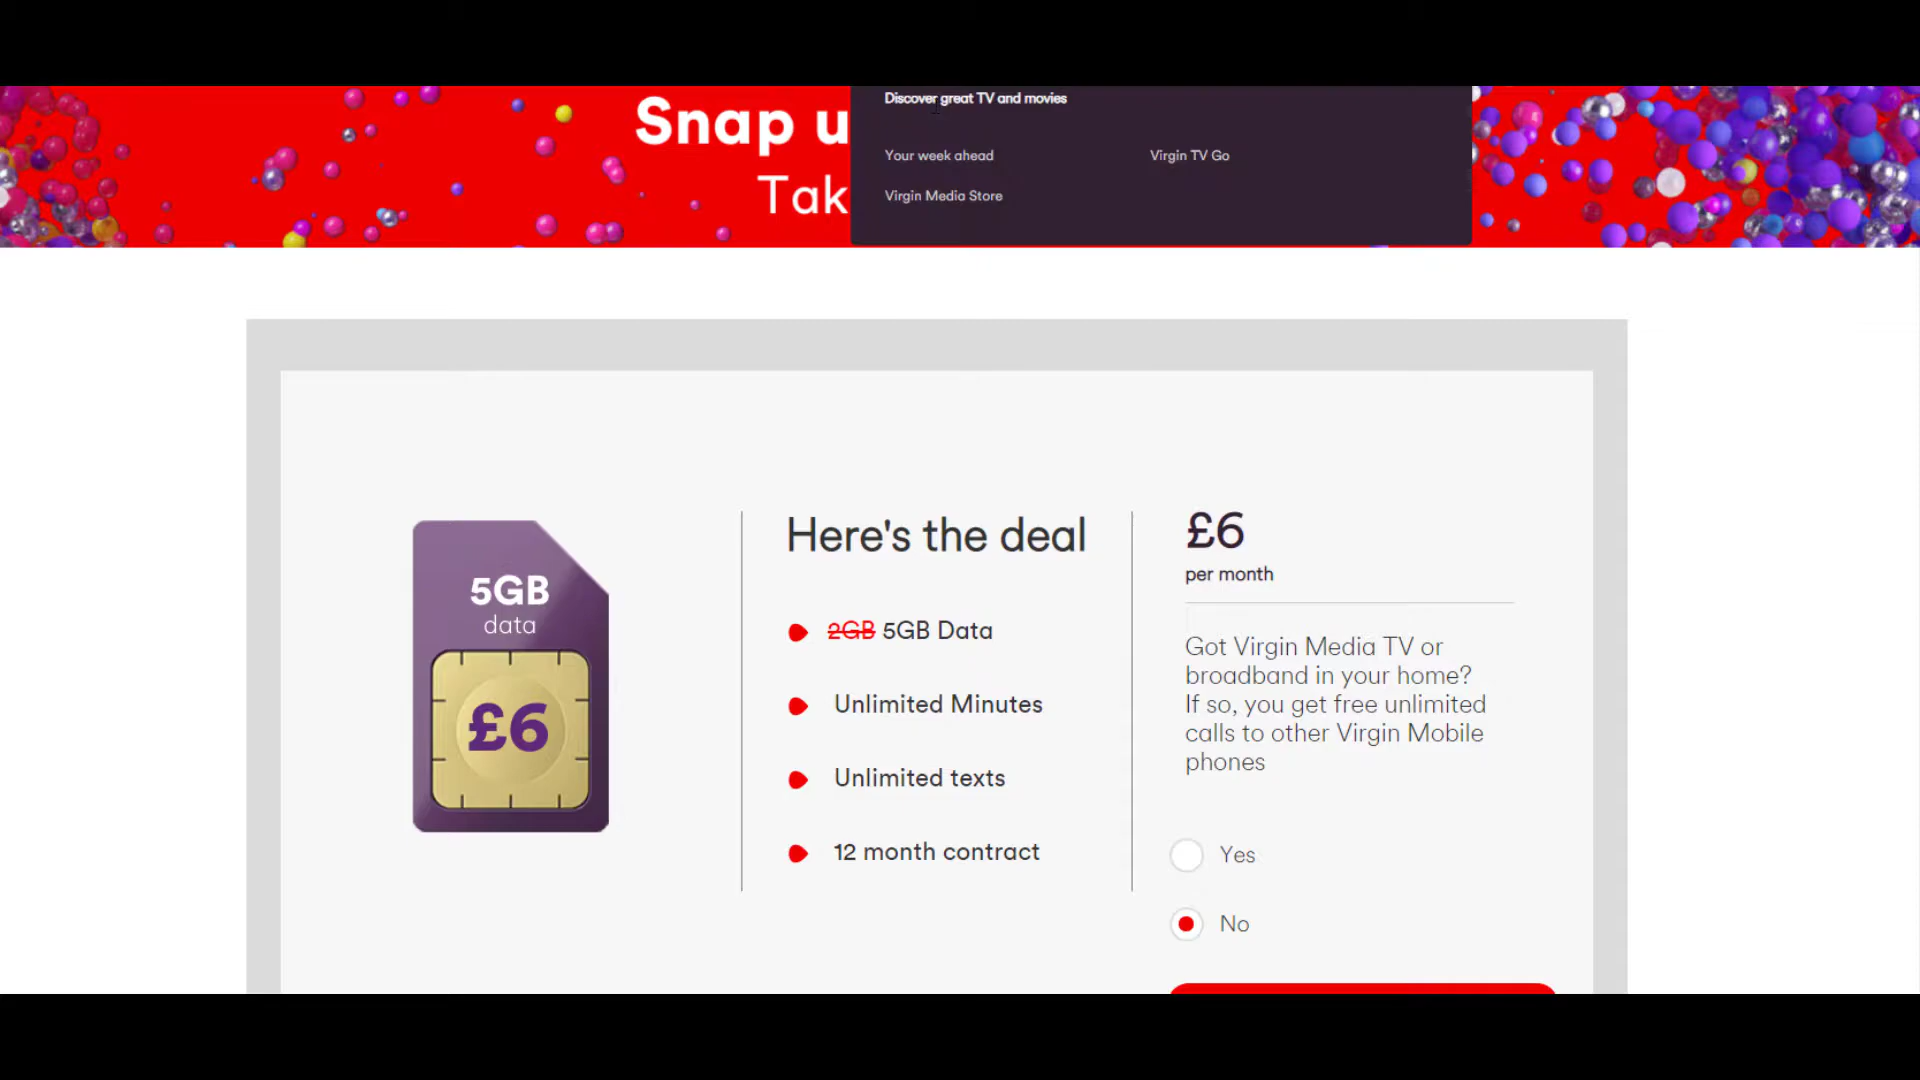 Snap u
Tak
Discover great TV and movies
Your week ahead
Virgin TV Go
Virgin Media Store
5GB
data
£6
Here's the deal
2GB 5GB Data
Unlimited Minutes
Unlimited texts
12 month contract
£6
per month
Got Virgin Media TV or
broadband in your home?
If so, you get free unlimited
calls to other Virgin Mobile
phones
Yes
No